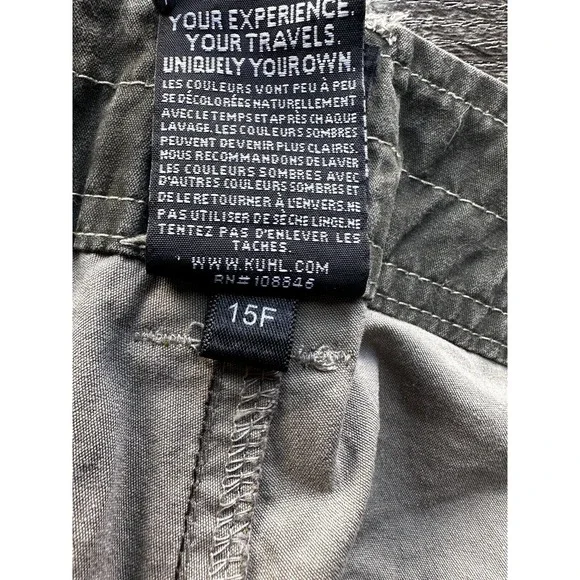 YOUR EXPERIENCE.
YOUR TRAVELS.
UNIQUELY YOUR OWN.
LES COULEURS VONT PEU À PEU
SE DÉCOLORÉES NATURELLEMENT
AVEC LE TEMPS ET APRÈS CHAQUE
LAVAGE. LES COULEURS SOMBRES
PEUVENT DEVENIR PLUS CLAIRES.
NOUS RECOMMANDONS DE LAVER
LES COULEURS SOMBRES AVEC
D'AUTRES COULEURS SOMBRES ET
DE LE RETOURNER À L'ENVERS. NE
PAS UTILISER DE SÈCHE LINGE. NE
TENTEZ PAS D'ENLEVER LES
TACHES.
WWW.KUHL.COM
RN# 108846
15F